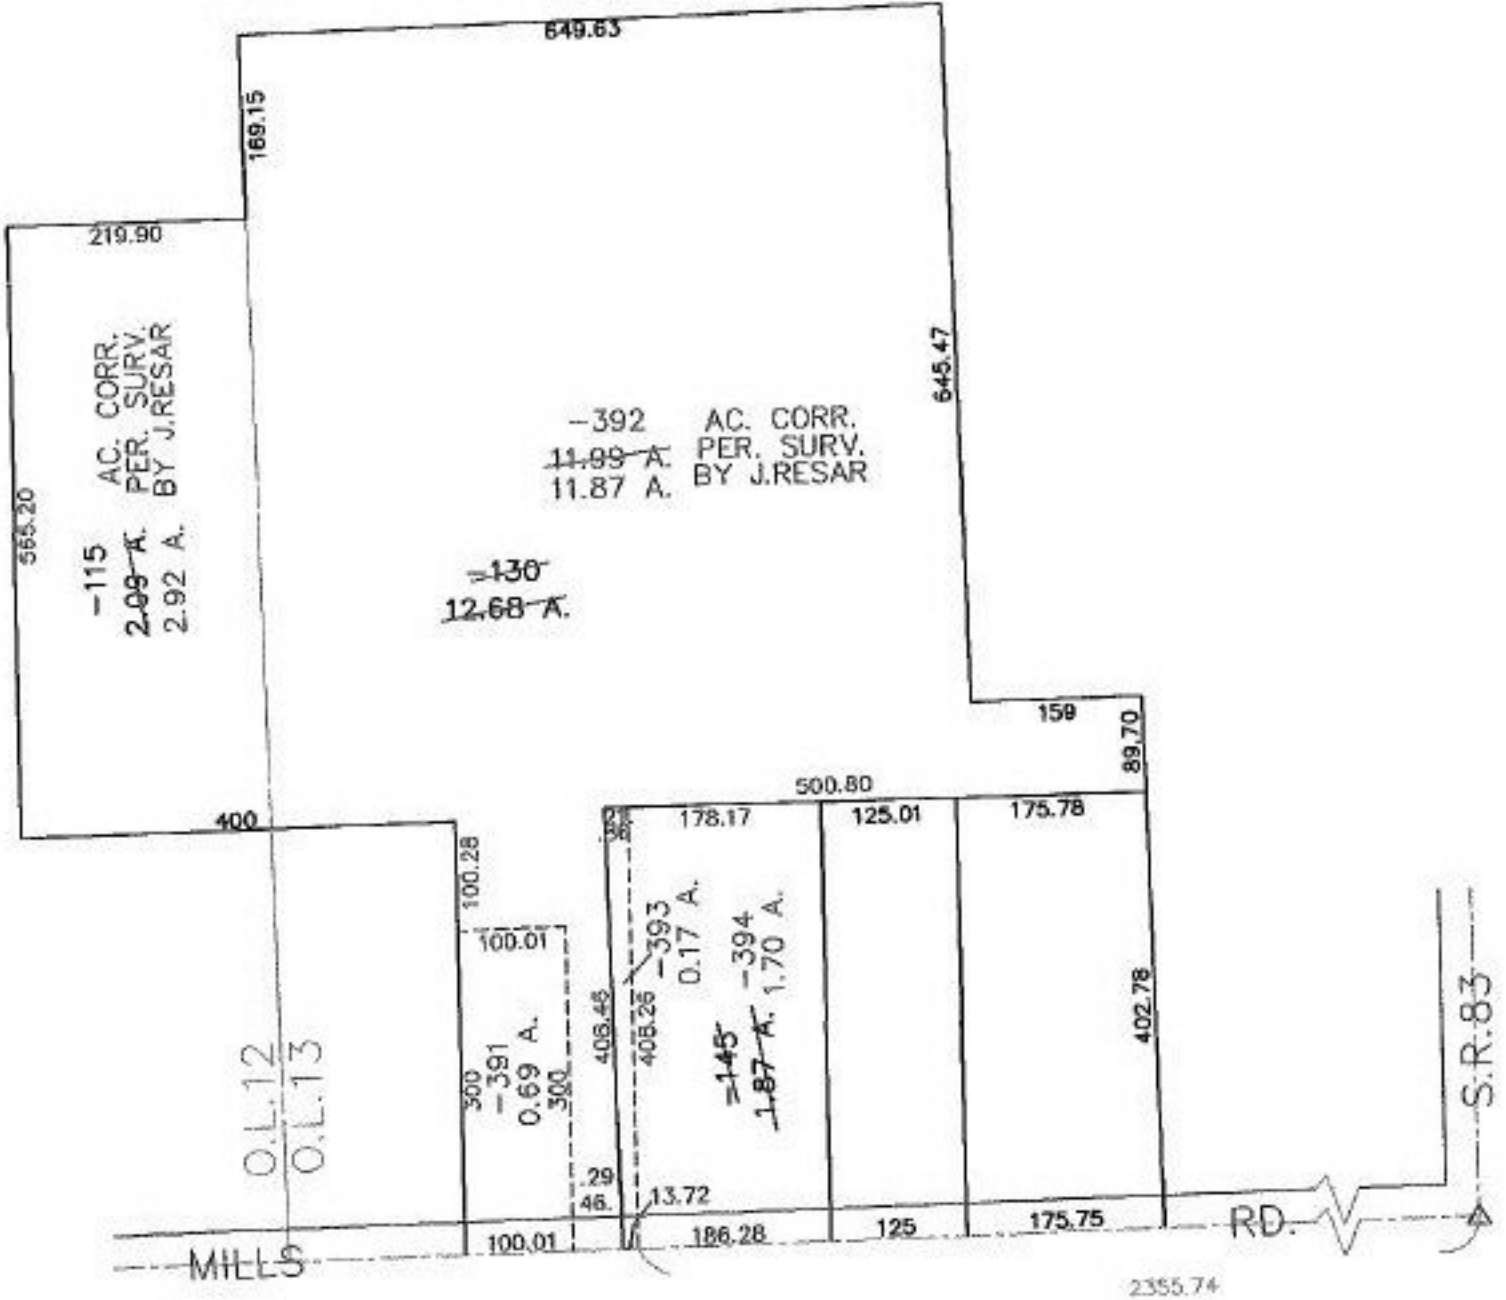 649.63
169.15
219.90
565.20
-115 AC. CORR.
2.09 A. PER. SURV.
2.92 A. BY J.RESAR
645.47
-392 AC. CORR.
11.99 A. PER. SURV.
11.87 A. BY J.RESAR
-130
12.68 A.
159
89.70
500.80
400
178.17
125.01
175.78
100.28
100.01
-393
0.17 A.
-394
1.70 A.
-145
1.87 A.
408.46
408.26
402.78
300
-391
0.69 A.
300
O.L.12
O.L.13
S.R.83
.29
46.
13.72
100.01
186.28
125
175.75
MILLS
RD.
2355.74